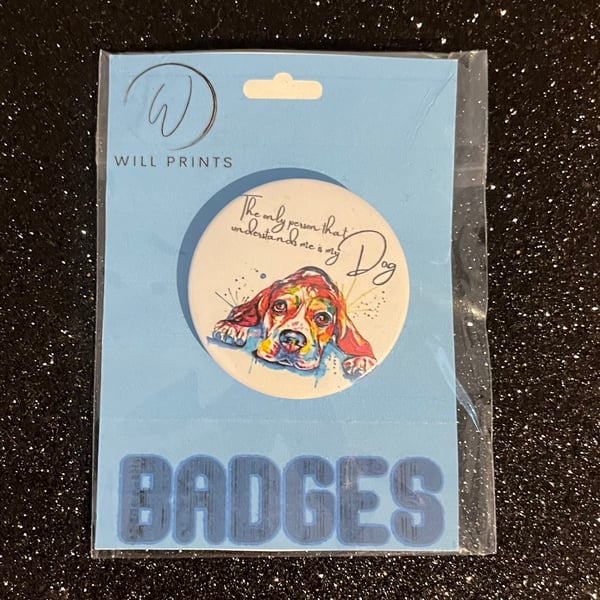 W
WILL PRINTS
The only person that
understands me is my
Dog
BADGES